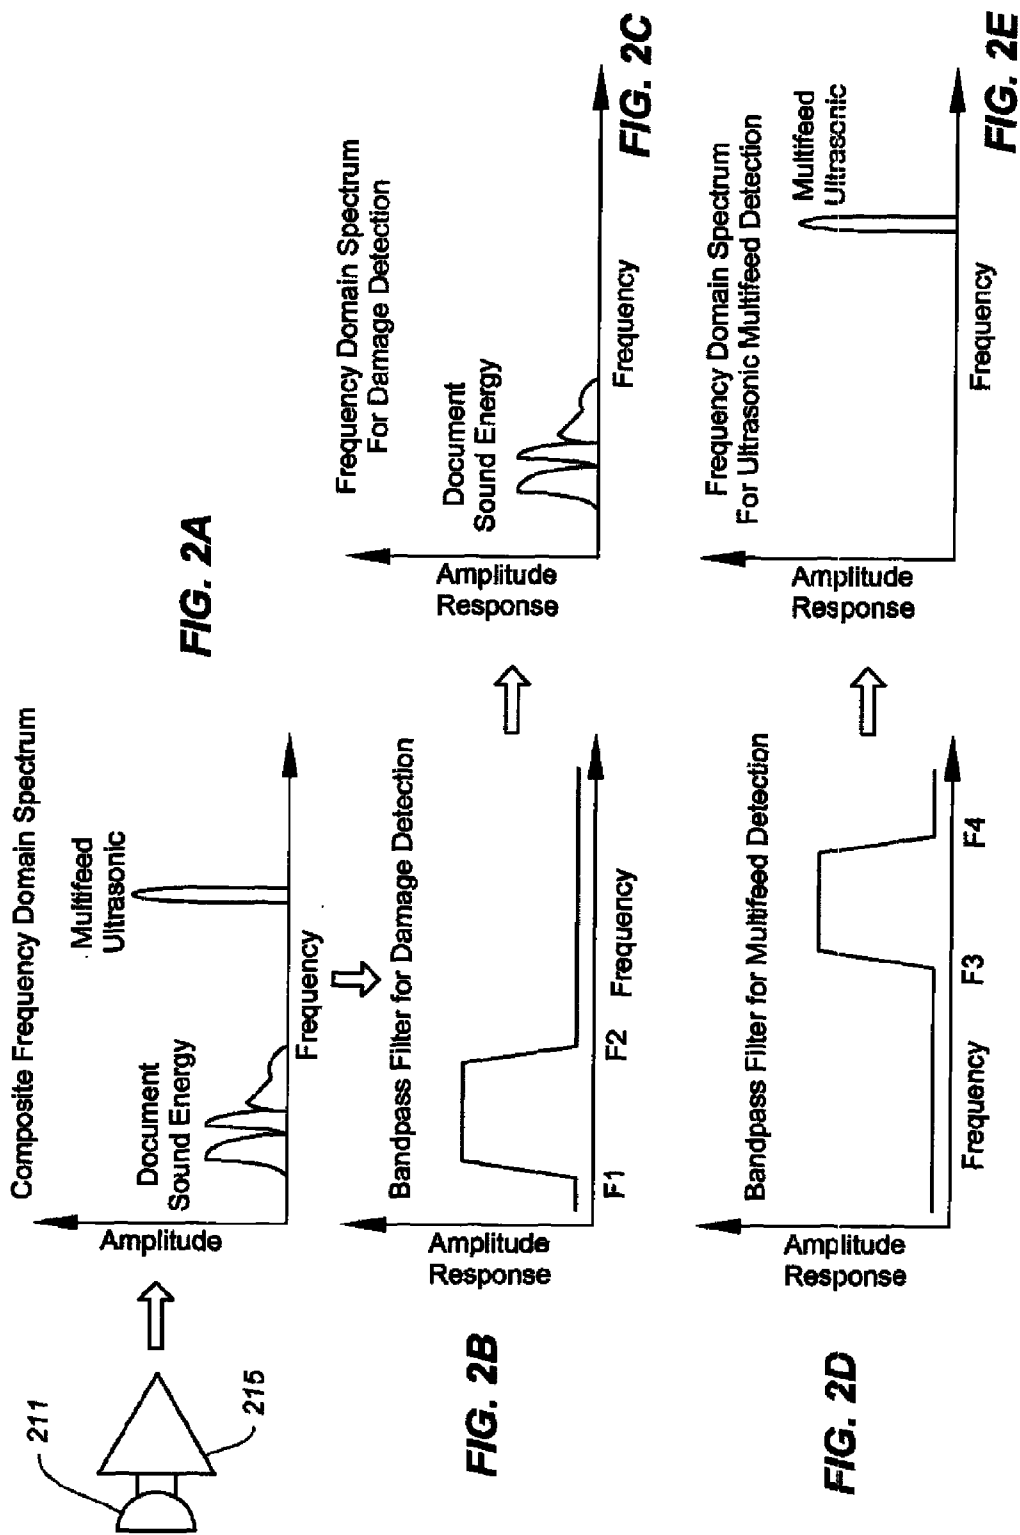 211
215
Composite Frequency Domain Spectrum
Multifeed
Ultrasonic
Document
Sound Energy
Amplitude
Frequency
FIG. 2A
Bandpass Filter for Damage Detection
Amplitude
Response
F1
F2
Frequency
FIG. 2B
Frequency Domain Spectrum
For Damage Detection
Document
Sound Energy
Amplitude
Response
Frequency
FIG. 2C
Bandpass Filter for Multifeed Detection
Amplitude
Response
Frequency
F3
F4
FIG. 2D
Frequency Domain Spectrum
For Ultrasonic Multifeed Detection
Multifeed
Ultrasonic
Amplitude
Response
Frequency
FIG. 2E